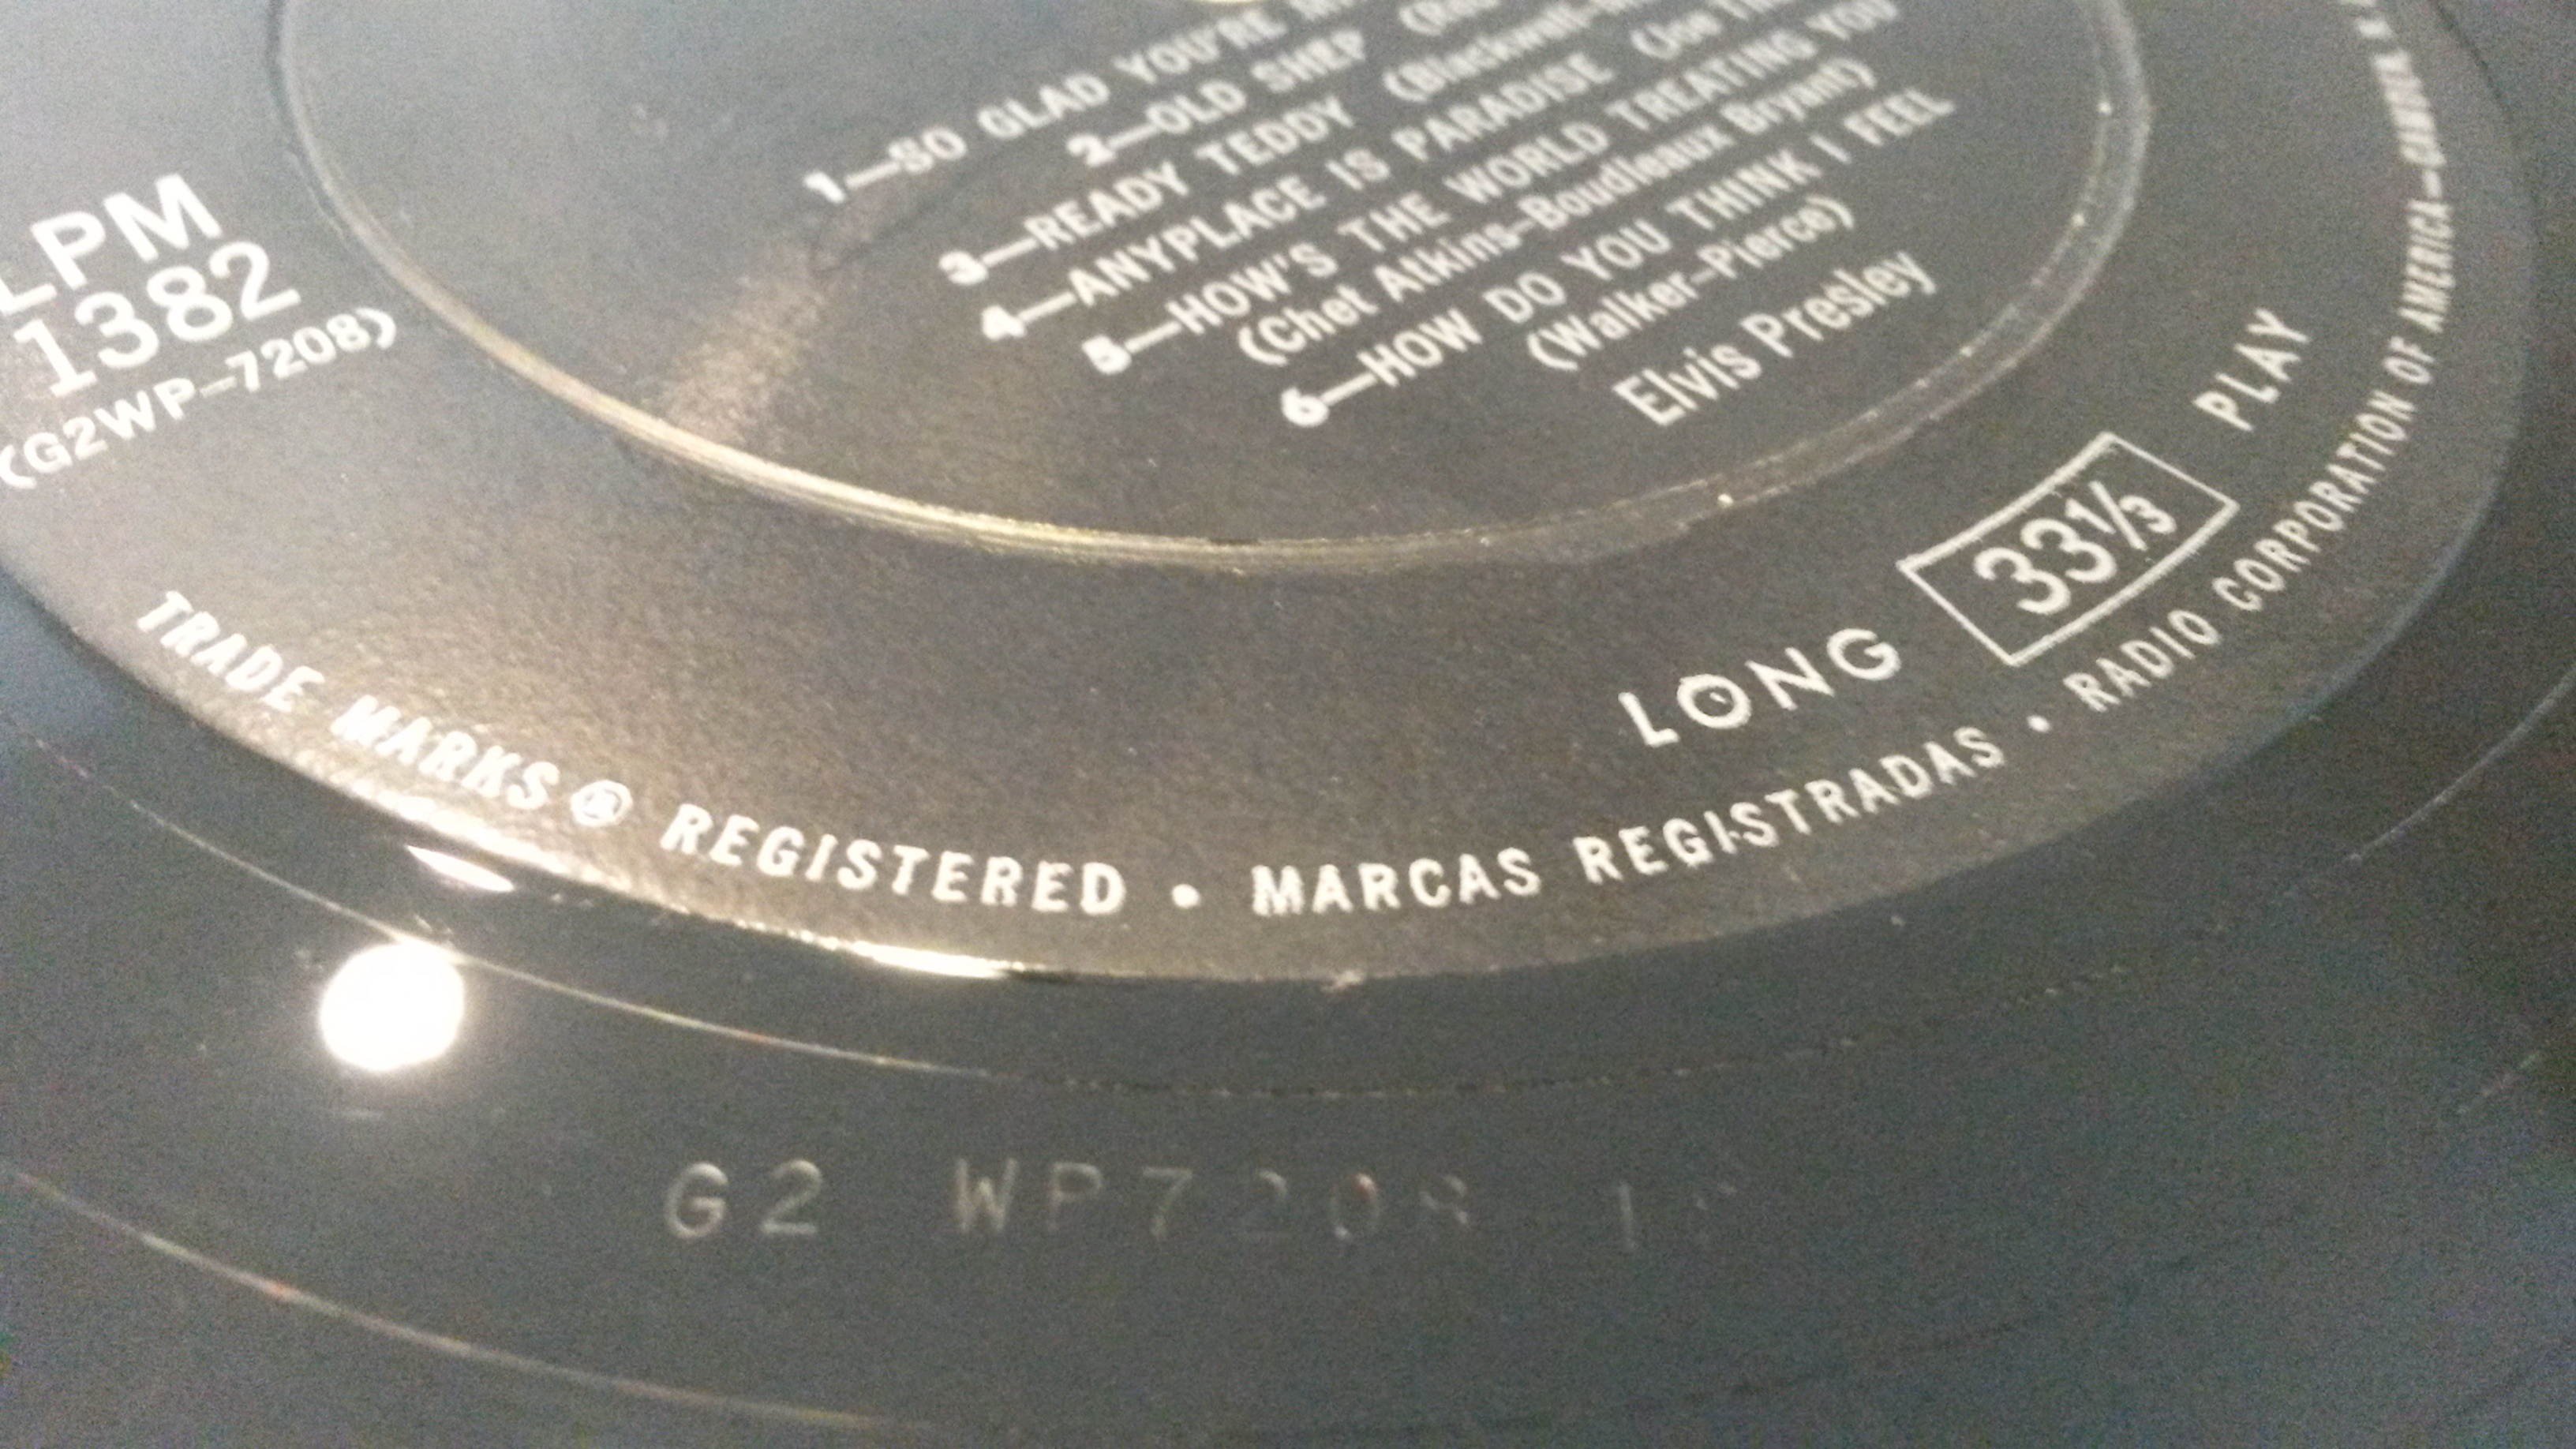 LPM
1382
(G2WP-7208)
1—SO GLAD YOU'RE
2—OLD SHEP
3—READY TEDDY
4—ANYPLACE IS PARADISE (Joe
5—HOW'S THE WORLD TREATING YOU
(Chet Atkins-Boudleaux Bryant)
6—HOW DO YOU THINK I FEEL
(Walker-Pierce)
Elvis Presley
LONG 33⅓ PLAY
TRADE MARKS ® REGISTERED • MARCAS REGISTRADAS • RADIO CORPORATION OF AMERICA—CAMDEN, N.
G2 WP7208